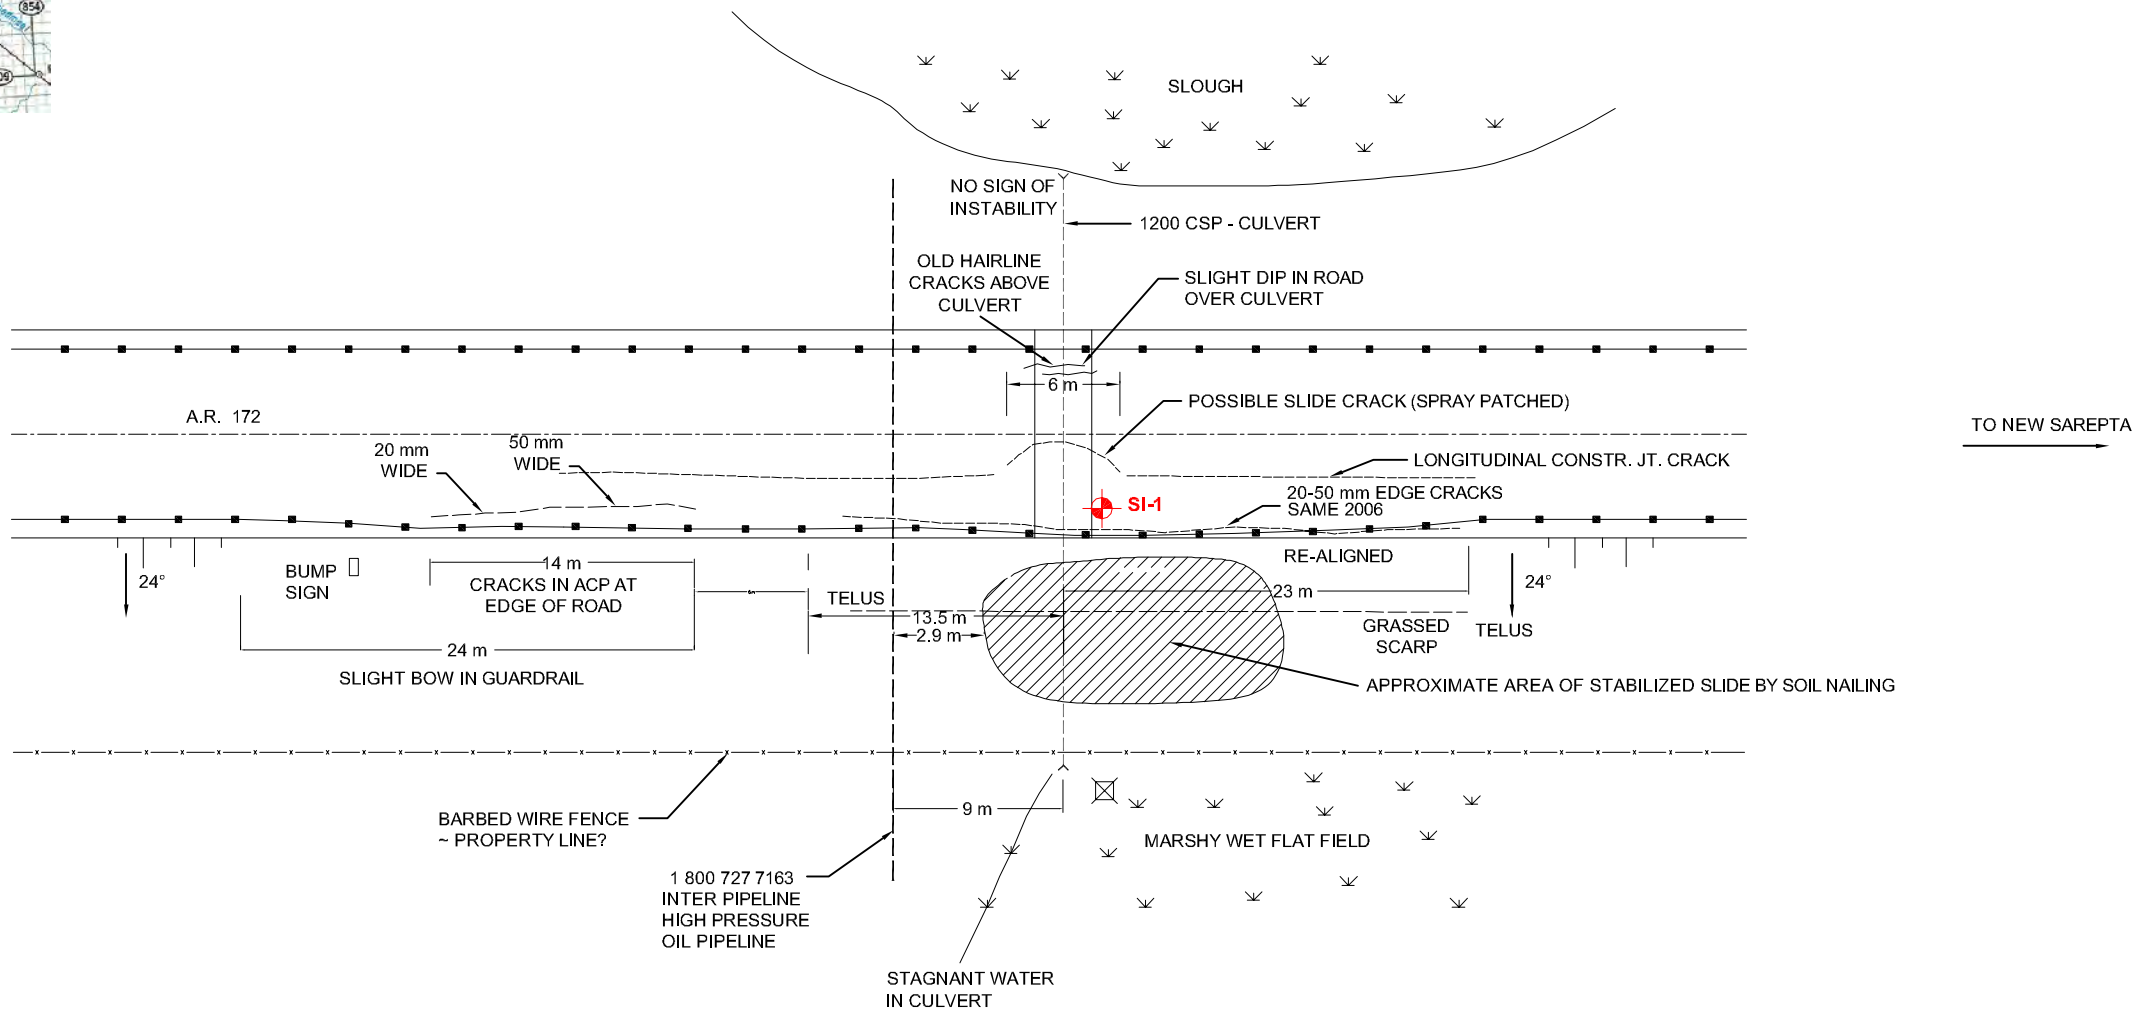 854
SLOUGH
NO SIGN OF
INSTABILITY
1200 CSP - CULVERT
OLD HAIRLINE
CRACKS ABOVE
CULVERT
SLIGHT DIP IN ROAD
OVER CULVERT
6 m
A.R. 172
POSSIBLE SLIDE CRACK (SPRAY PATCHED)
TO NEW SAREPTA
20 mm
WIDE
50 mm
WIDE
LONGITUDINAL CONSTR. JT. CRACK
SI-1
20-50 mm EDGE CRACKS
SAME 2006
24°
BUMP
SIGN
14 m
CRACKS IN ACP AT
EDGE OF ROAD
RE-ALIGNED
24°
TELUS
23 m
13.5 m
2.9 m
GRASSED
SCARP
TELUS
24 m
SLIGHT BOW IN GUARDRAIL
APPROXIMATE AREA OF STABILIZED SLIDE BY SOIL NAILING
9 m
BARBED WIRE FENCE
~ PROPERTY LINE?
MARSHY WET FLAT FIELD
1 800 727 7163
INTER PIPELINE
HIGH PRESSURE
OIL PIPELINE
STAGNANT WATER
IN CULVERT